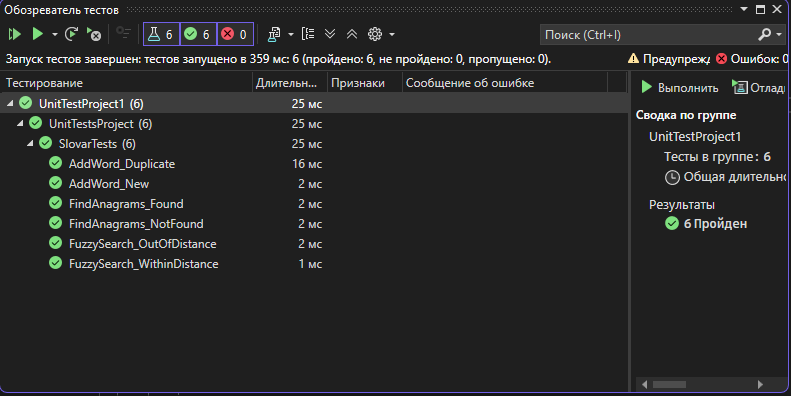 Обозреватель тестов
6 6 0
Поиск (Ctrl+I)
Запуск тестов завершен: тестов запущено в 359 мс: 6 (пройдено: 6, не пройдено: 0, пропущено: 0).
Предупрежд Ошибок: 0
Тестирование Длительн... Признаки Сообщение об ошибке
UnitTestProject1 (6) 25 мс
UnitTestsProject (6) 25 мс
SlovarTests (6) 25 мс
AddWord_Duplicate 16 мс
AddWord_New 2 мс
FindAnagrams_Found 2 мс
FindAnagrams_NotFound 2 мс
FuzzySearch_OutOfDistance 2 мс
FuzzySearch_WithinDistance 1 мс
Выполнить Отлад
Сводка по группе
UnitTestProject1
Тесты в группе: 6
Общая длительно
Результаты
6 Пройден